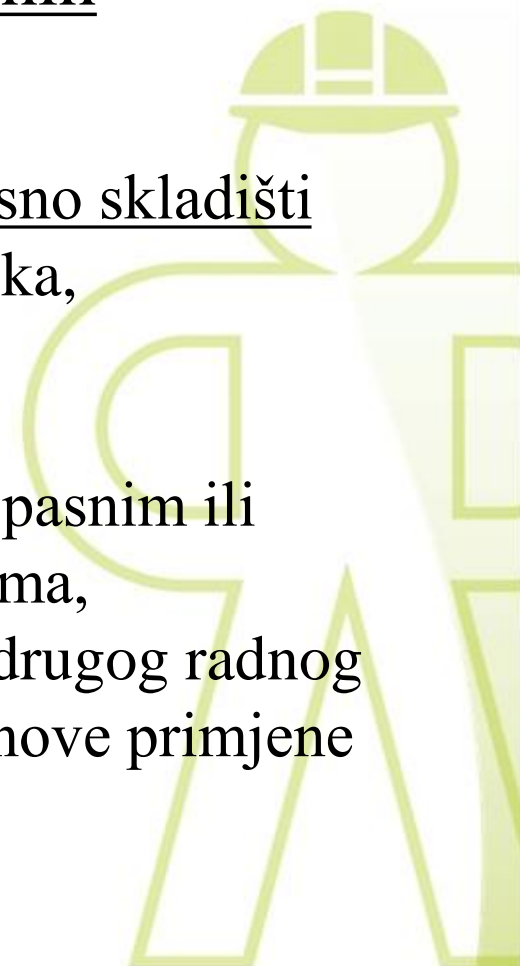 sno skladišti
ka,
pasnim ili
ma,
drugog radnog
nove primjene